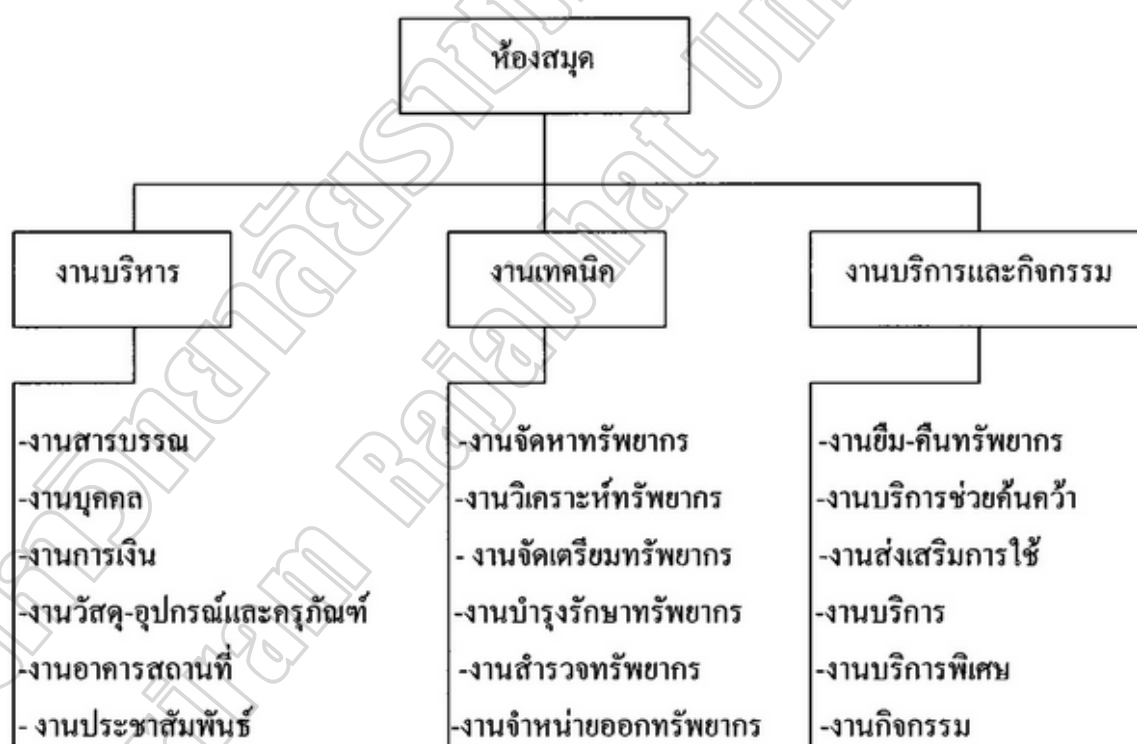 ห้องสมุด
งานบริหาร
งานเทคนิค
งานบริการและกิจกรรม
-งานสารบรรณ
-งานบุคคล
-งานการเงิน
-งานวัสดุ-อุปกรณ์และครุภัณฑ์
-งานอาคารสถานที่
- งานประชาสัมพันธ์
-งานจัดหาทรัพยากร
-งานวิเคราะห์ทรัพยากร
- งานจัดเตรียมทรัพยากร
-งานบำรุงรักษาทรัพยากร
-งานสำรวจทรัพยากร
-งานจำหน่ายออกทรัพยากร
-งานยืม-คืนทรัพยากร
-งานบริการช่วยค้นคว้า
-งานส่งเสริมการใช้
-งานบริการ
-งานบริการพิเศษ
-งานกิจกรรม
Rajabhat